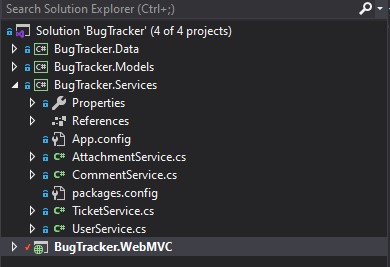 Search Solution Explorer (Ctrl+;)
Solution 'BugTracker' (4 of 4 projects)
C# BugTracker.Data
C# BugTracker.Models
C# BugTracker.Services
Properties
References
App.config
C# AttachmentService.cs
C# CommentService.cs
packages.config
C# TicketService.cs
C# UserService.cs
BugTracker.WebMVC